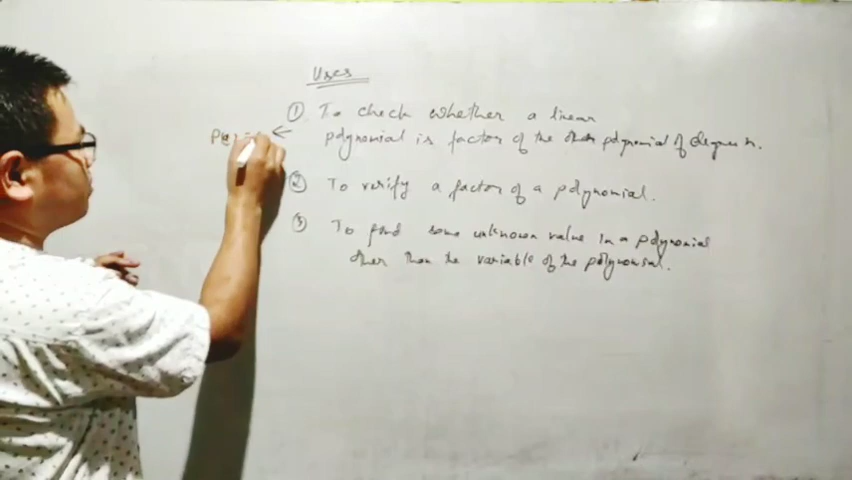 Uses
① To check whether a linear
polynomial is factor of the other polynomial of degree n.
② To verify a factor of a polynomial.
③ To find some unknown value in a polynomial
other than the variable of the polynomial.